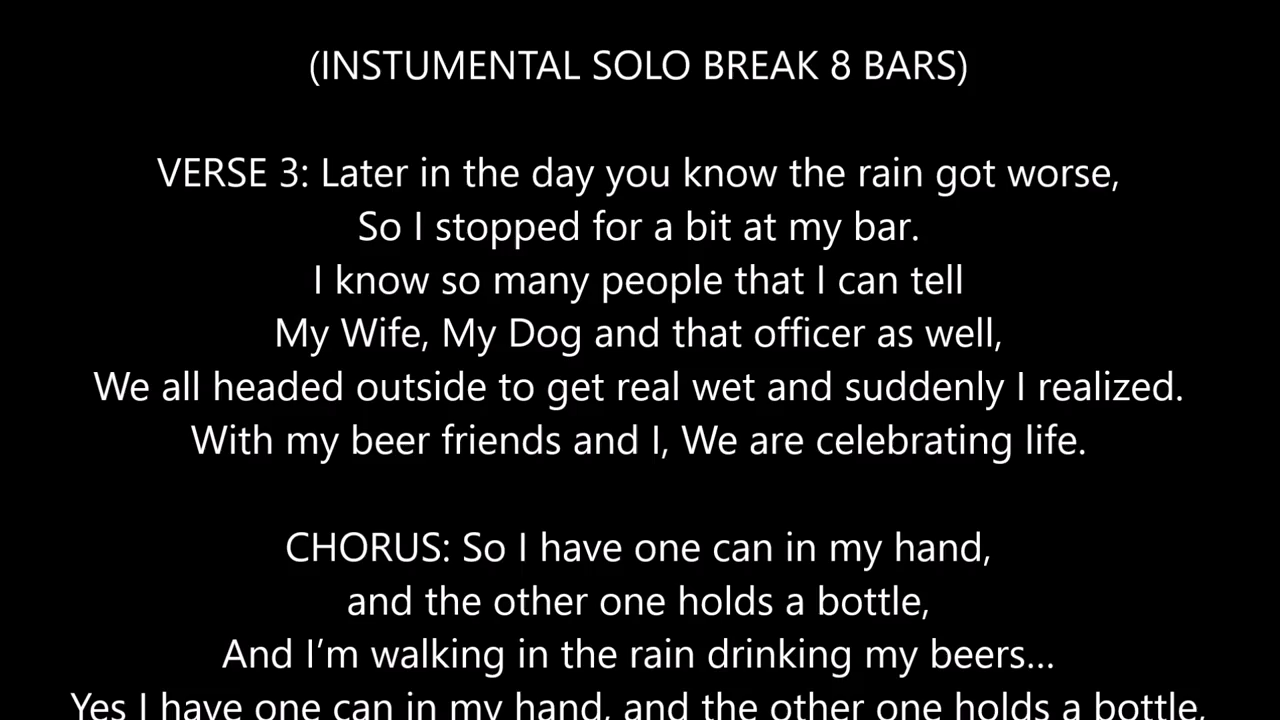 (INSTUMENTAL SOLO BREAK 8 BARS)
VERSE 3: Later in the day you know the rain got worse,
So I stopped for a bit at my bar.
I know so many people that I can tell
My Wife, My Dog and that officer as well,
We all headed outside to get real wet and suddenly I realized.
With my beer friends and I, We are celebrating life.
CHORUS: So I have one can in my hand,
and the other one holds a bottle,
And I’m walking in the rain drinking my beers...
Yes I have one can in my hand, and the other one holds a bottle,